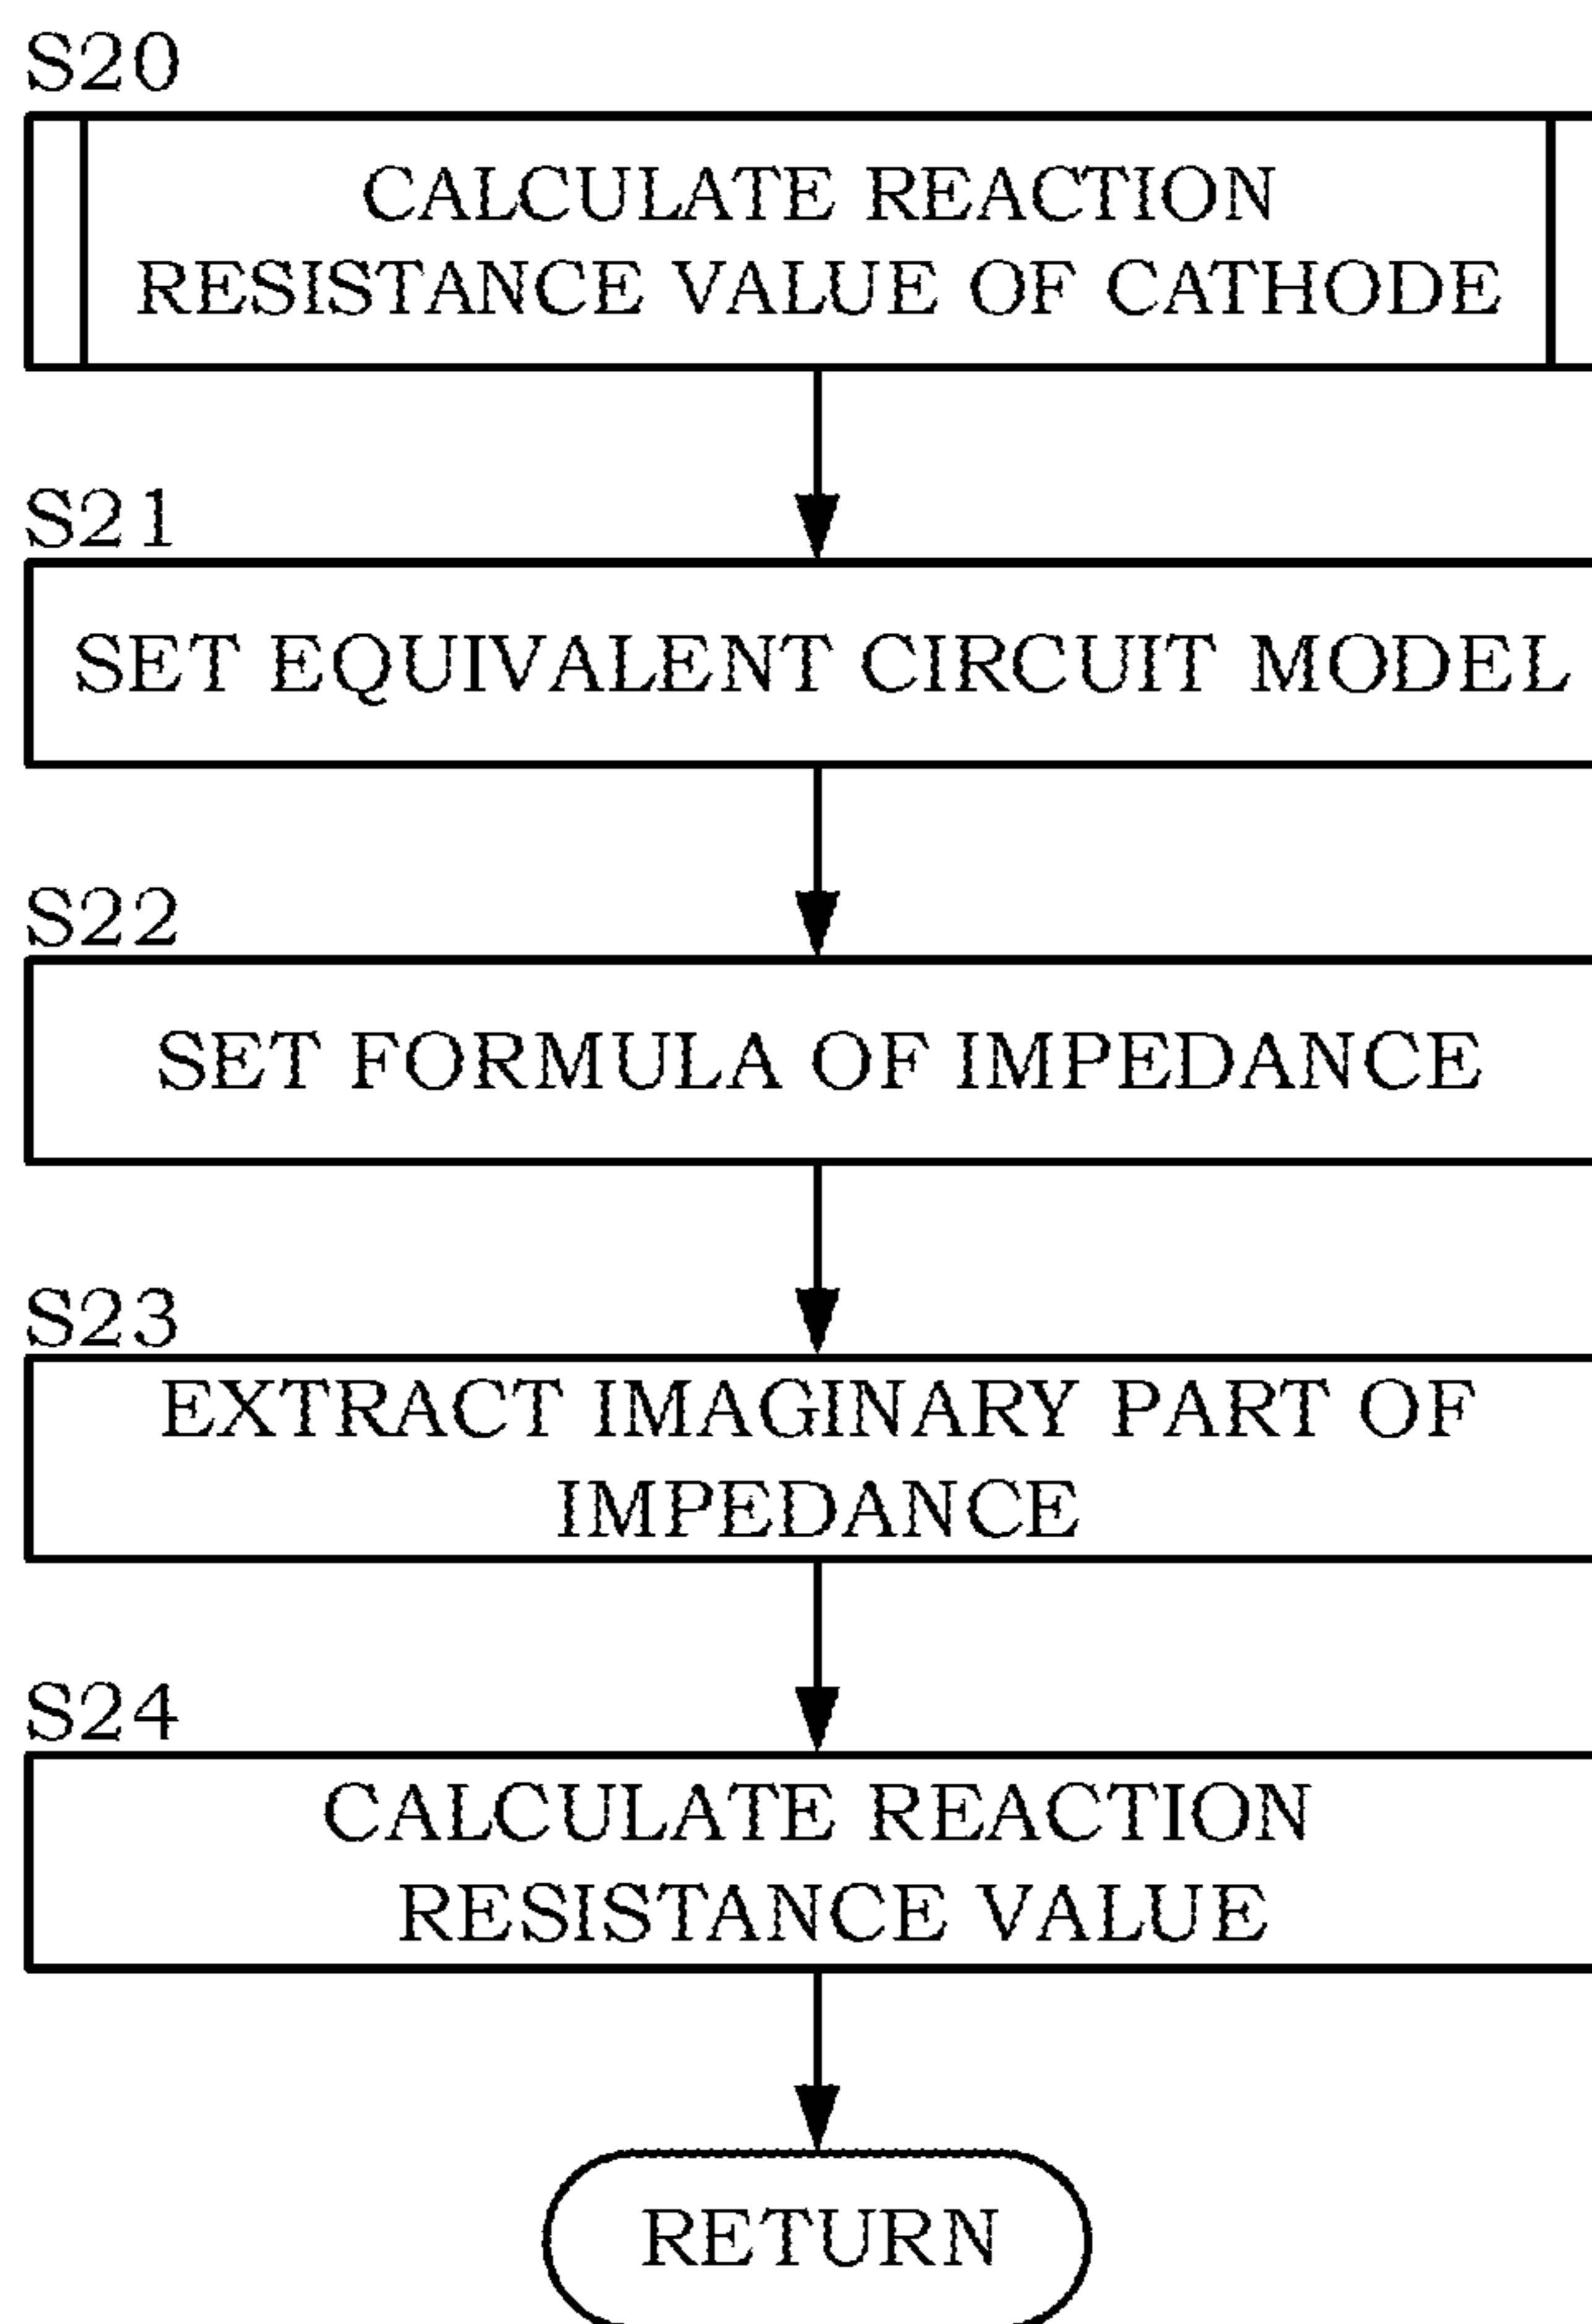 S20
CALCULATE REACTION
RESISTANCE VALUE OF CATHODE
S21
SET EQUIVALENT CIRCUIT MODEL
S22
SET FORMULA OF IMPEDANCE
S23
EXTRACT IMAGINARY PART OF
IMPEDANCE
S24
CALCULATE REACTION
RESISTANCE VALUE
RETURN